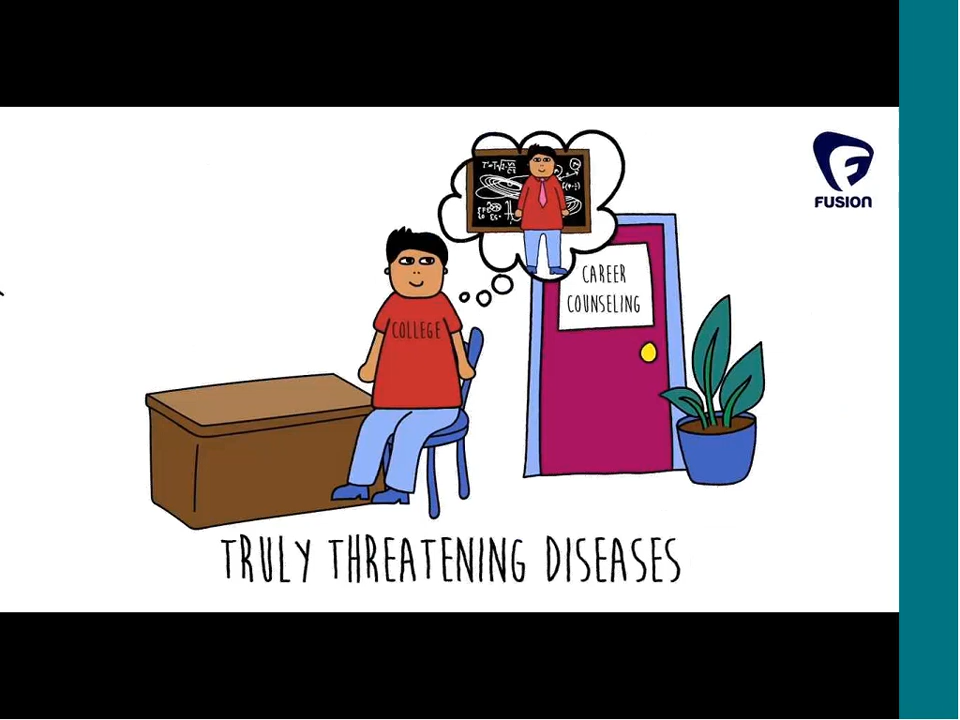 FUSION
CAREER
COUNSELING
COLLEGE
TRULY THREATENING DISEASES